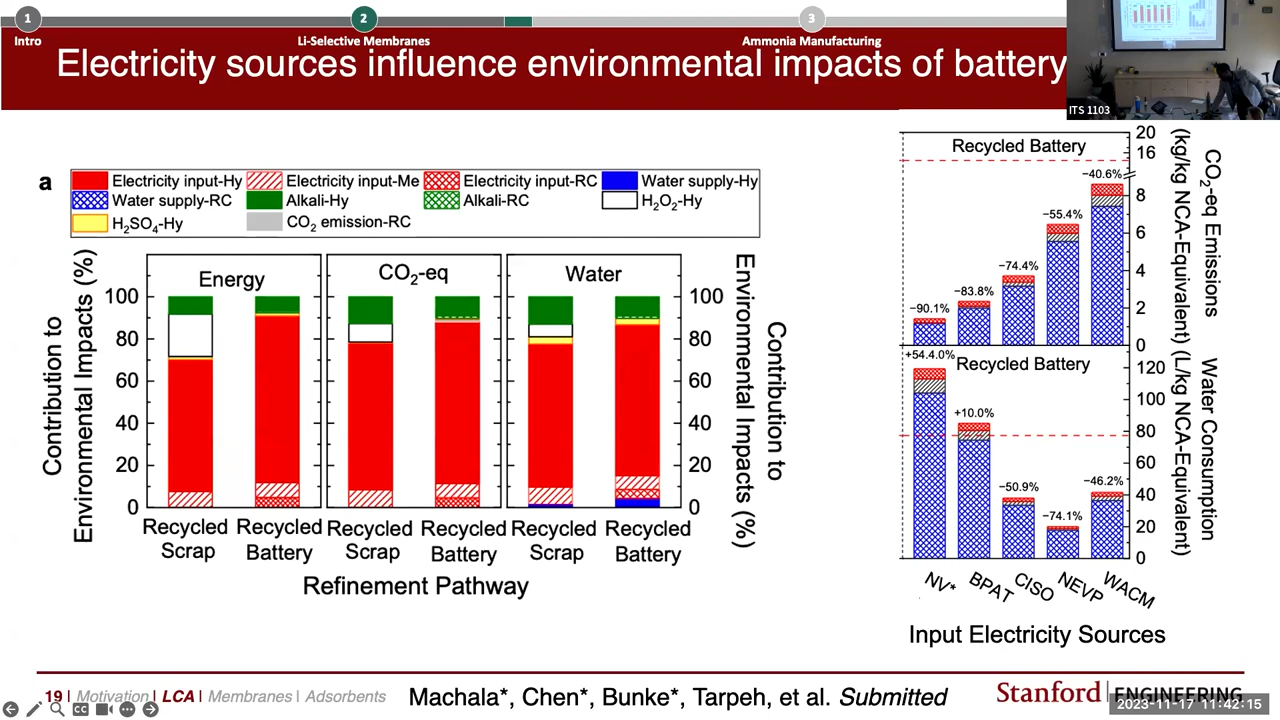 1
2
3
Intro
Li-Selective Membranes
Ammonia Manufacturing
Electricity sources influence environmental impacts of battery
ITS 1103
a
Electricity input-Hy
Electricity input-Me
Electricity input-RC
Water supply-Hy
Water supply-RC
Alkali-Hy
Alkali-RC
H₂O₂-Hy
H₂SO₄-Hy
CO₂ emission-RC
Contribution to
Environmental Impacts (%)
Energy
CO₂-eq
Water
100
80
60
40
20
0
100
80
60
40
20
0
Environmental Impacts (%)
Contribution to
Recycled
Scrap
Recycled
Battery
Recycled
Scrap
Recycled
Battery
Recycled
Scrap
Recycled
Battery
Refinement Pathway
Recycled Battery
−90.1%
−83.8%
−74.4%
−55.4%
−40.6%
20
16
8
6
4
2
0
(kg/kg NCA-Equivalent)
CO₂-eq Emissions
Recycled Battery
+54.4.0%
+10.0%
−50.9%
−74.1%
−46.2%
120
100
80
60
40
20
0
(L/kg NCA-Equivalent)
Water Consumption
NV*
BPAT
CISO
NEVP
WACM
Input Electricity Sources
19 | Motivation | LCA | Membranes | Adsorbents
Machala*, Chen*, Bunke*, Tarpeh, et al. Submitted
Stanford | ENGINEERING
CC
2023-11-17 11:42:15